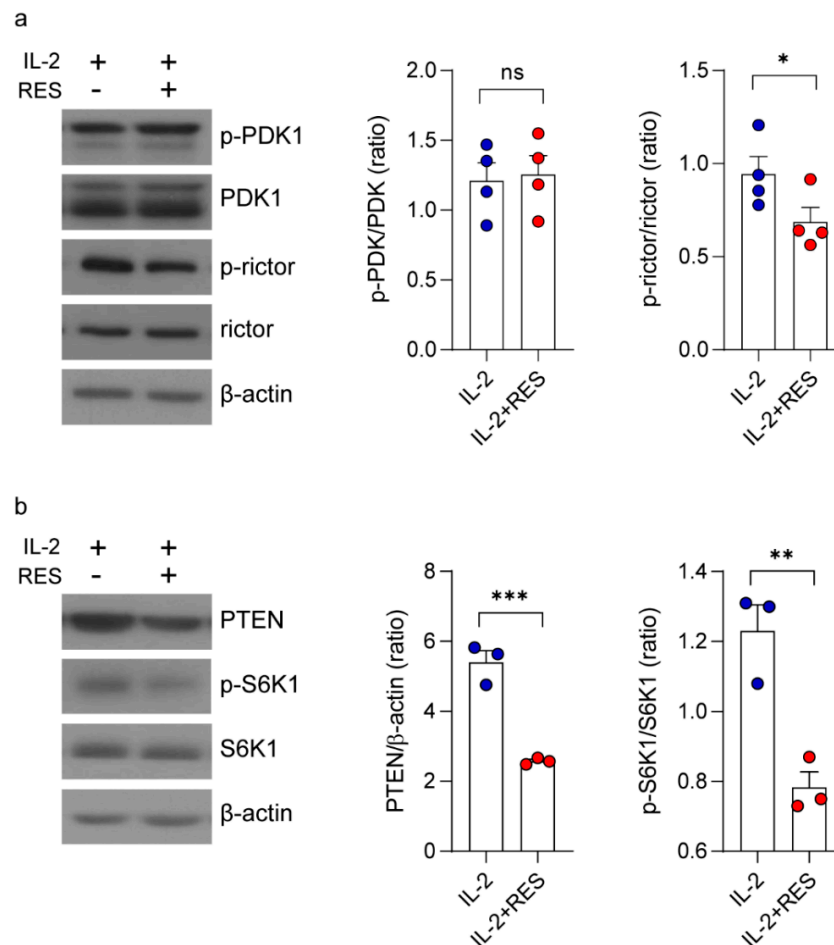 a
IL-2 + +
RES - +
p-PDK1
PDK1
p-rictor
rictor
β-actin
p-PDK/PDK (ratio)
2.0
1.5
1.0
0.5
0.0
ns
IL-2
IL-2+RES
p-rictor/rictor (ratio)
1.5
1.0
0.5
0.0
*
IL-2
IL-2+RES
b
IL-2 + +
RES - +
PTEN
p-S6K1
S6K1
β-actin
PTEN/β-actin (ratio)
8
6
4
2
0
***
IL-2
IL-2+RES
p-S6K1/S6K1 (ratio)
1.4
1.2
1.0
0.8
0.6
**
IL-2
IL-2+RES